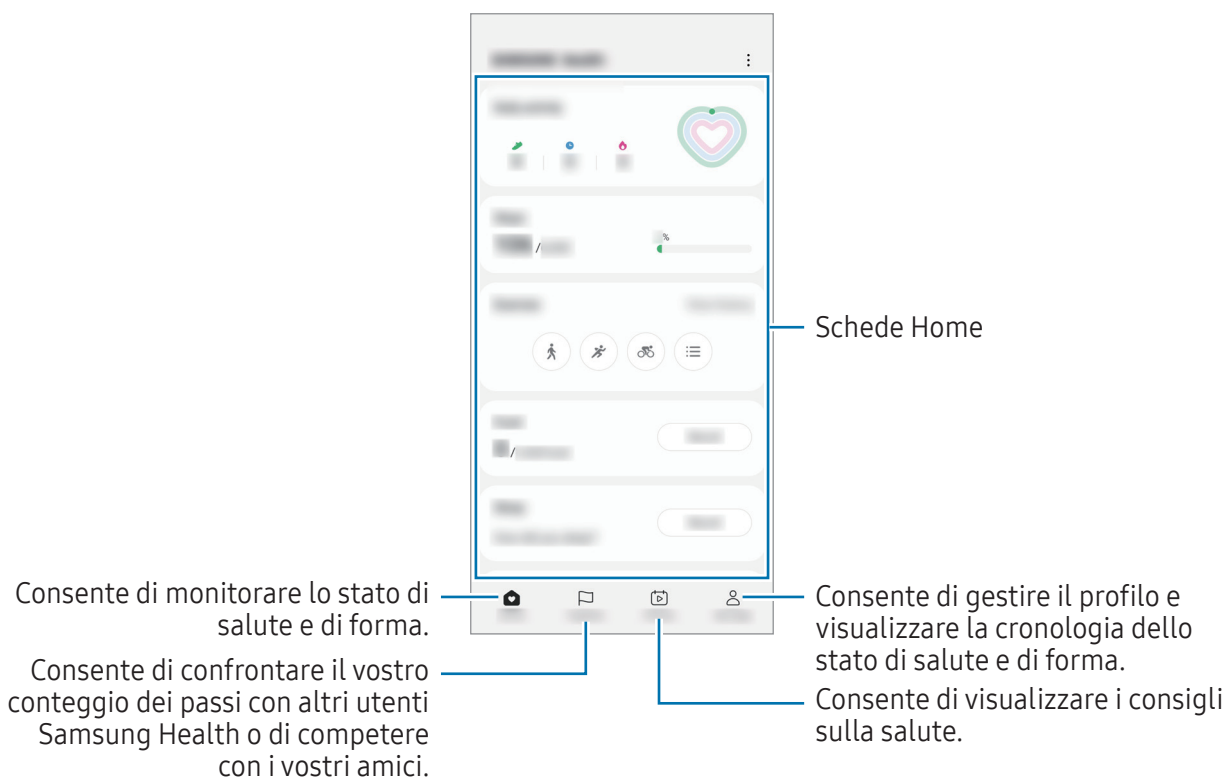 %
/
Schede Home
/
/
Consente di monitorare lo stato di
salute e di forma.
Consente di confrontare il vostro
conteggio dei passi con altri utenti
Samsung Health o di competere
con i vostri amici.
Consente di gestire il profilo e
visualizzare la cronologia dello
stato di salute e di forma.
Consente di visualizzare i consigli
sulla salute.